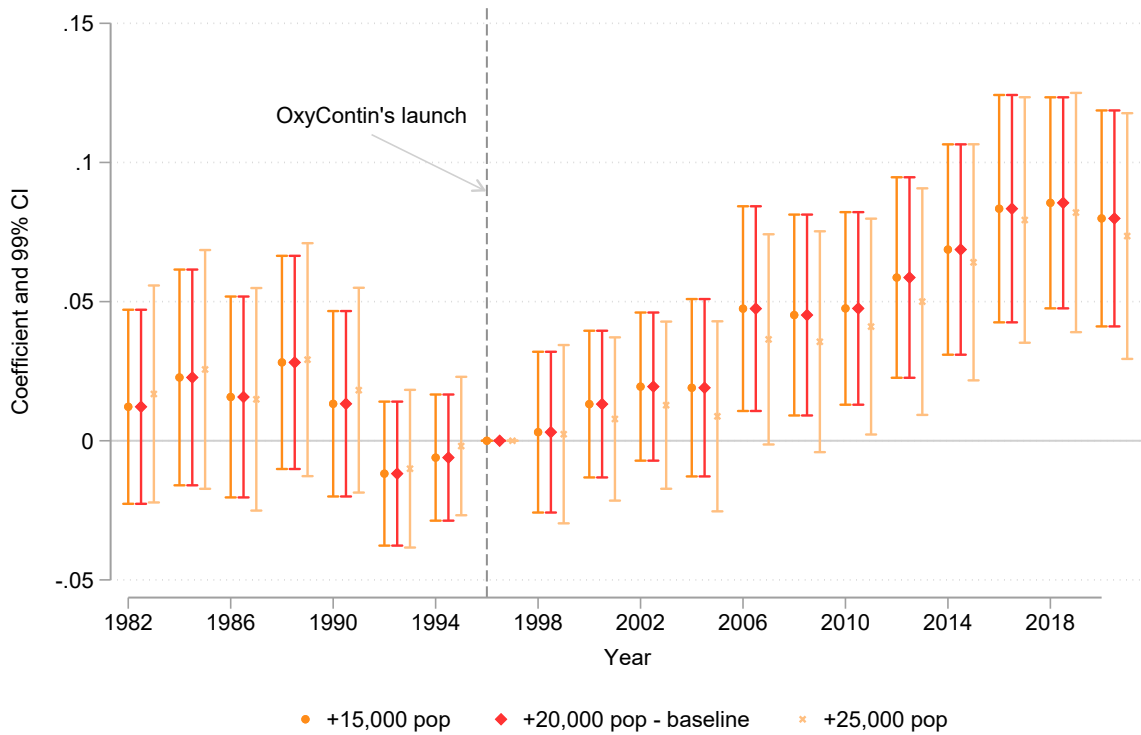 .15
.1
.05
0
-.05
Coefficient and 99% CI
OxyContin's launch
1982 1986 1990 1994 1998 2002 2006 2010 2014 2018
Year
+15,000 pop +20,000 pop - baseline +25,000 pop